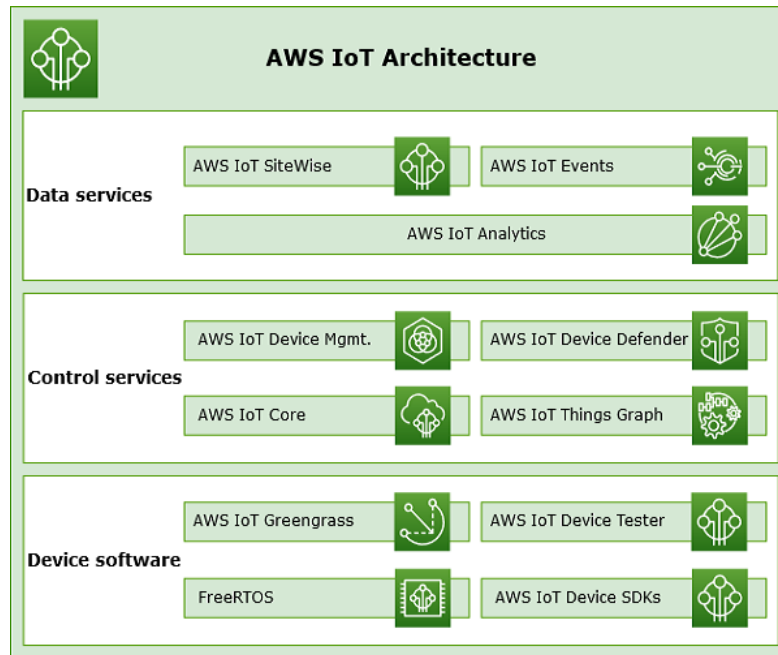 AWS IoT Architecture
Data services
AWS IoT SiteWise
AWS IoT Events
AWS IoT Analytics
Control services
AWS IoT Device Mgmt.
AWS IoT Device Defender
AWS IoT Core
AWS IoT Things Graph
Device software
AWS IoT Greengrass
AWS IoT Device Tester
FreeRTOS
AWS IoT Device SDKs